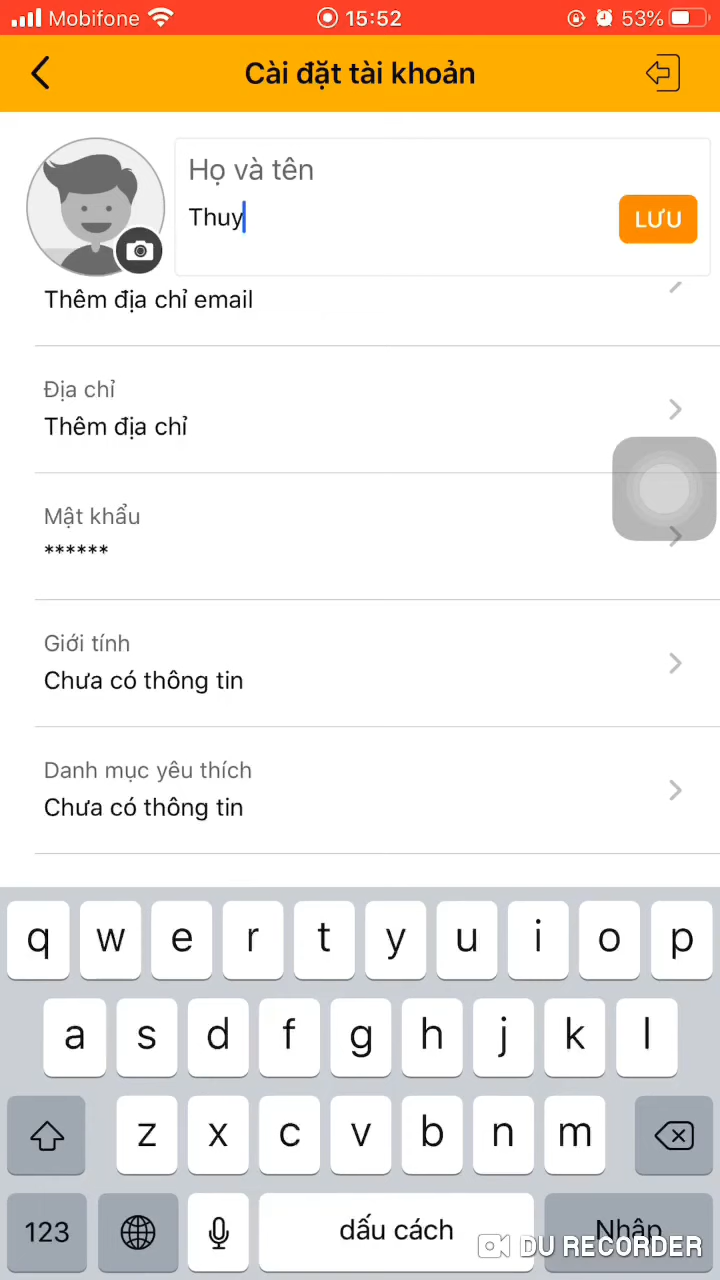 Mobifone 15:52 53%
Cài đặt tài khoản
Họ và tên
Thuy
LƯU
Thêm địa chỉ email
Địa chỉ
Thêm địa chỉ
Mật khẩu
******
Giới tính
Chưa có thông tin
Danh mục yêu thích
Chưa có thông tin
q w e r t y u i o p
a s d f g h j k l
z x c v b n m
123 dấu cách Nhập
DU RECORDER